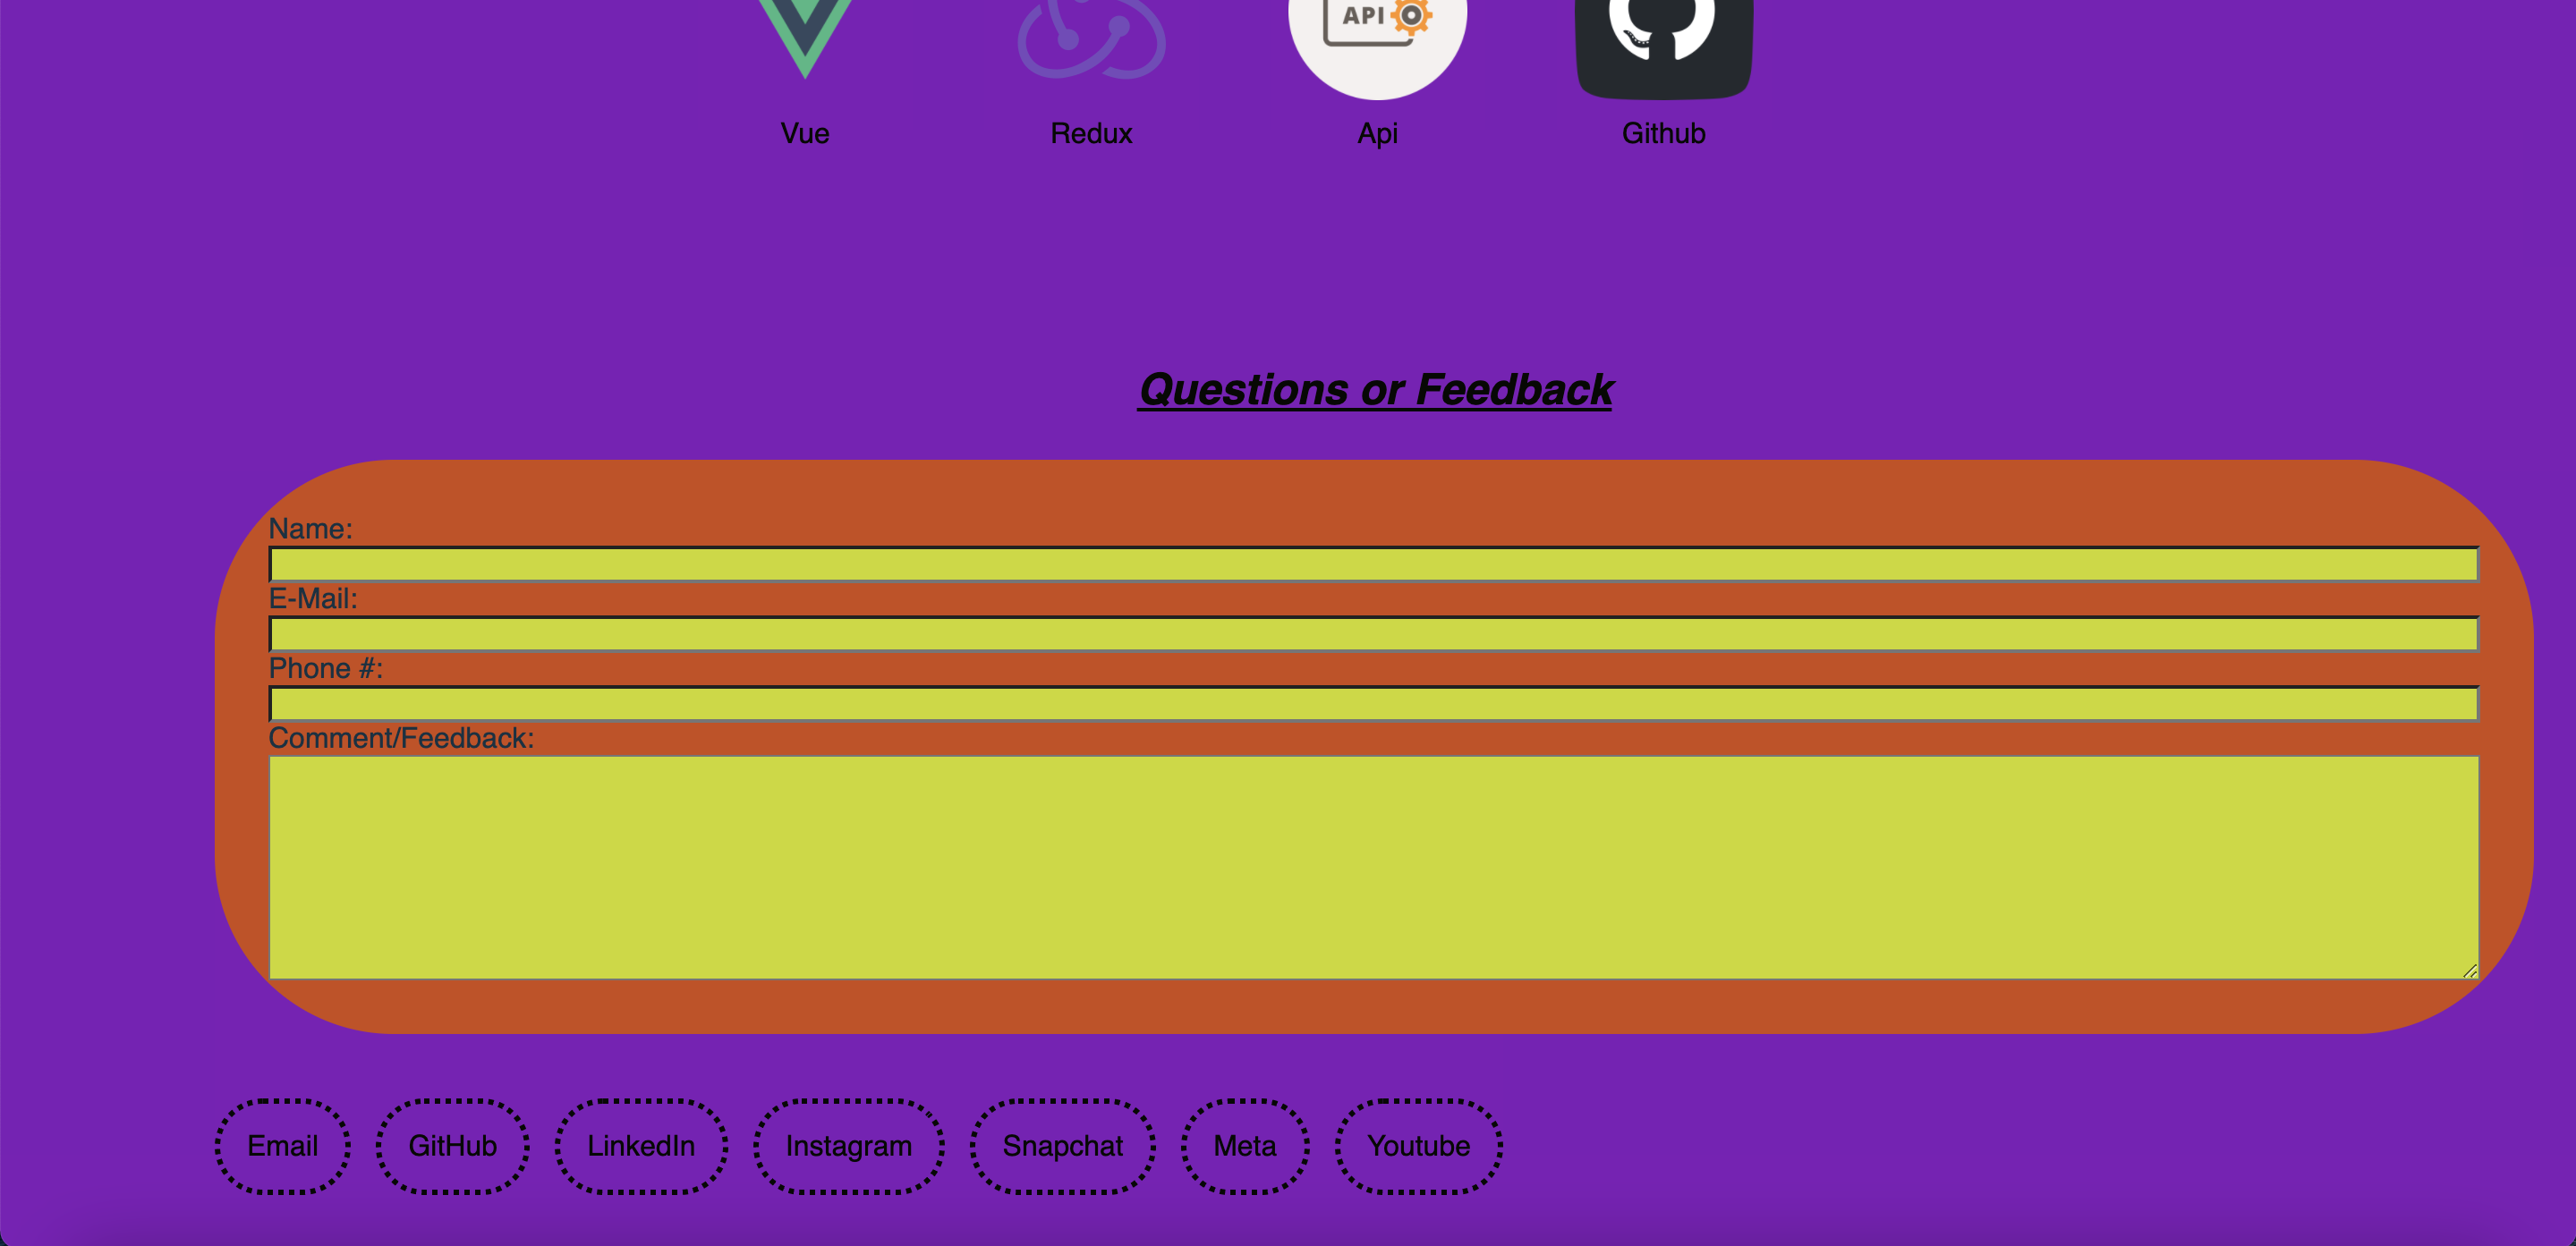 API
Vue Redux Api Github
Questions or Feedback
Name:
E-Mail:
Phone #:
Comment/Feedback:
Email GitHub LinkedIn Instagram Snapchat Meta Youtube